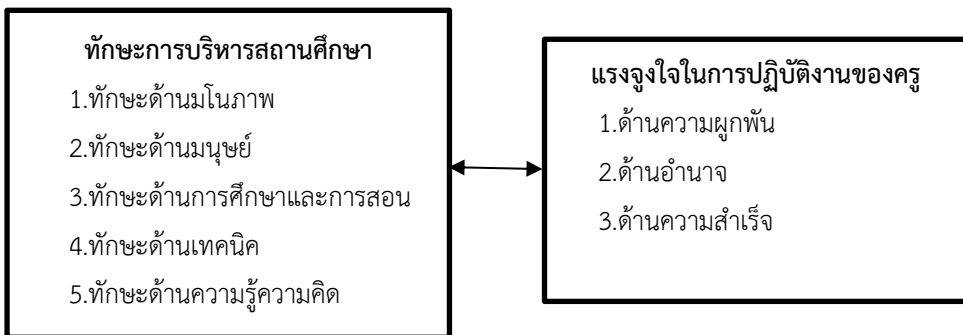 ทักษะการบริหารสถานศึกษา
1.ทักษะด้านมโนภาพ
2.ทักษะด้านมนุษย์
3.ทักษะด้านการศึกษาและการสอน
4.ทักษะด้านเทคนิค
5.ทักษะด้านความรู้ความคิด
แรงจูงใจในการปฏิบัติงานของครู
1.ด้านความผูกพัน
2.ด้านอำนาจ
3.ด้านความสำเร็จ